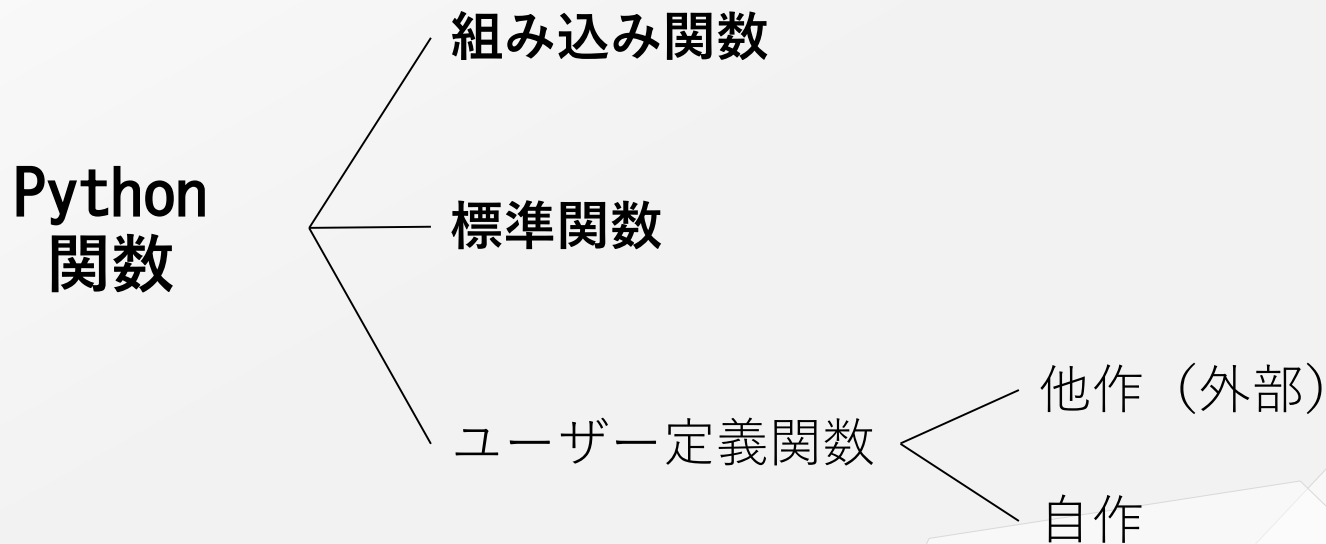 Python
関数
組み込み関数
標準関数
ユーザー定義関数
他作（外部）
自作